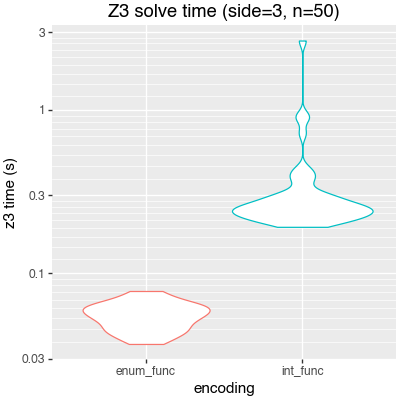 Z3 solve time (side=3, n=50)
z3 time (s)
3
1
0.3
0.1
0.03
enum_func int_func
encoding